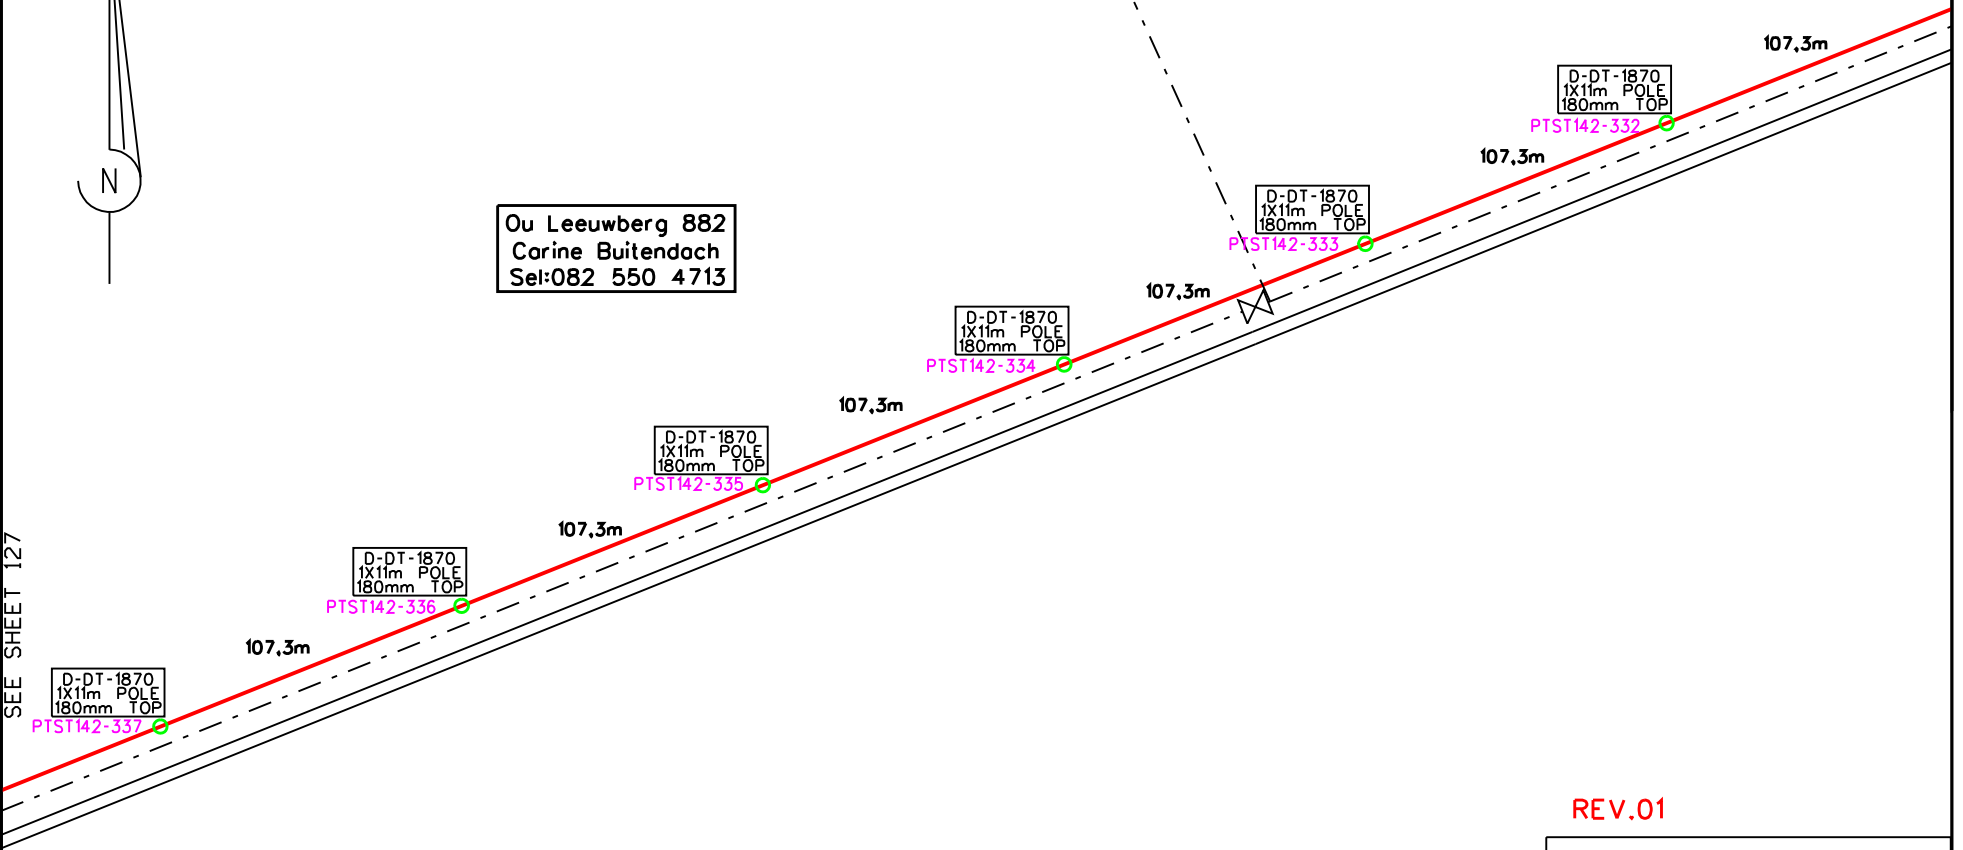 107,3m
D-DT-1870
1X11m POLE
180mm TOP
PTST142-332
107,3m
N
D-DT-1870
1X11m POLE
180mm TOP
PTST142-333
Ou Leeuwberg 882
Carine Buitendach
Sel:082 550 4713
107,3m
D-DT-1870
1X11m POLE
180mm TOP
PTST142-334
107,3m
D-DT-1870
1X11m POLE
180mm TOP
PTST142-335
107,3m
D-DT-1870
1X11m POLE
180mm TOP
PTST142-336
SEE SHEET 127
107,3m
D-DT-1870
1X11m POLE
180mm TOP
PTST142-337
REV.01